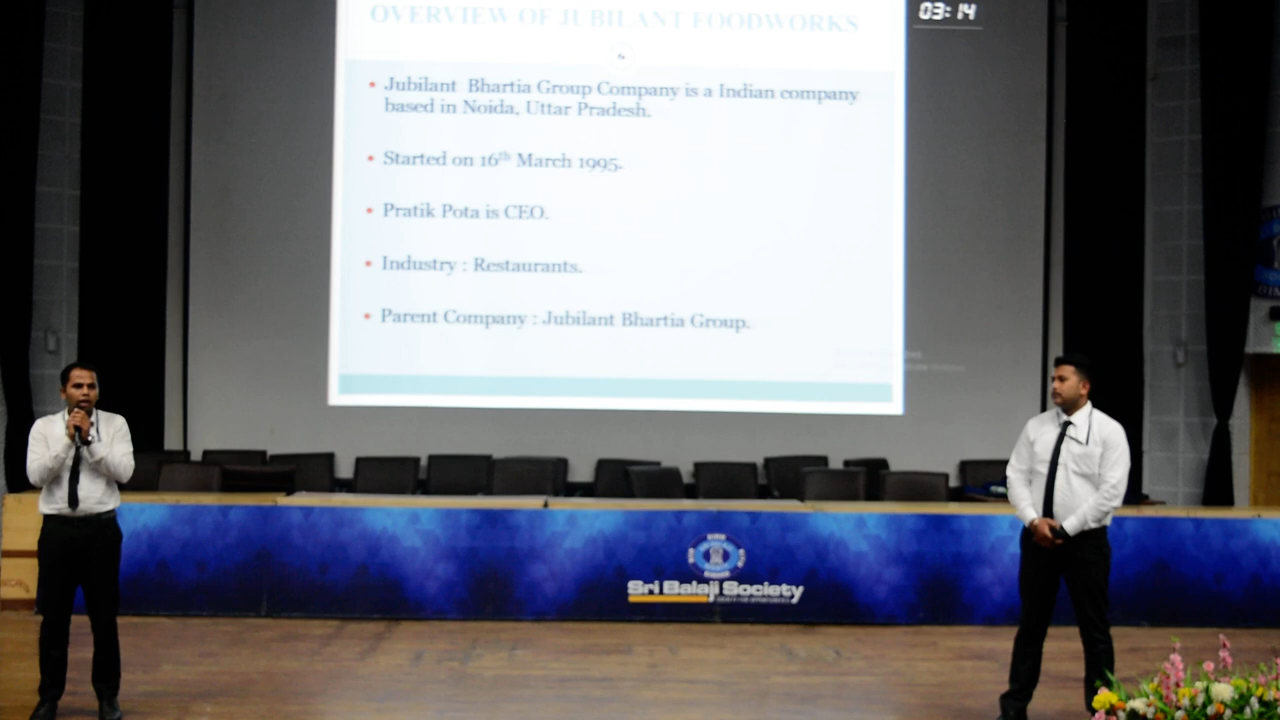 OVERVIEW OF JUBILANT FOODWORKS
03:14
6
• Jubilant Bhartia Group Company is a Indian company
based in Noida, Uttar Pradesh.
• Started on 16th March 1995.
• Pratik Pota is CEO.
• Industry : Restaurants.
• Parent Company : Jubilant Bhartia Group.
Sri Balaji Society